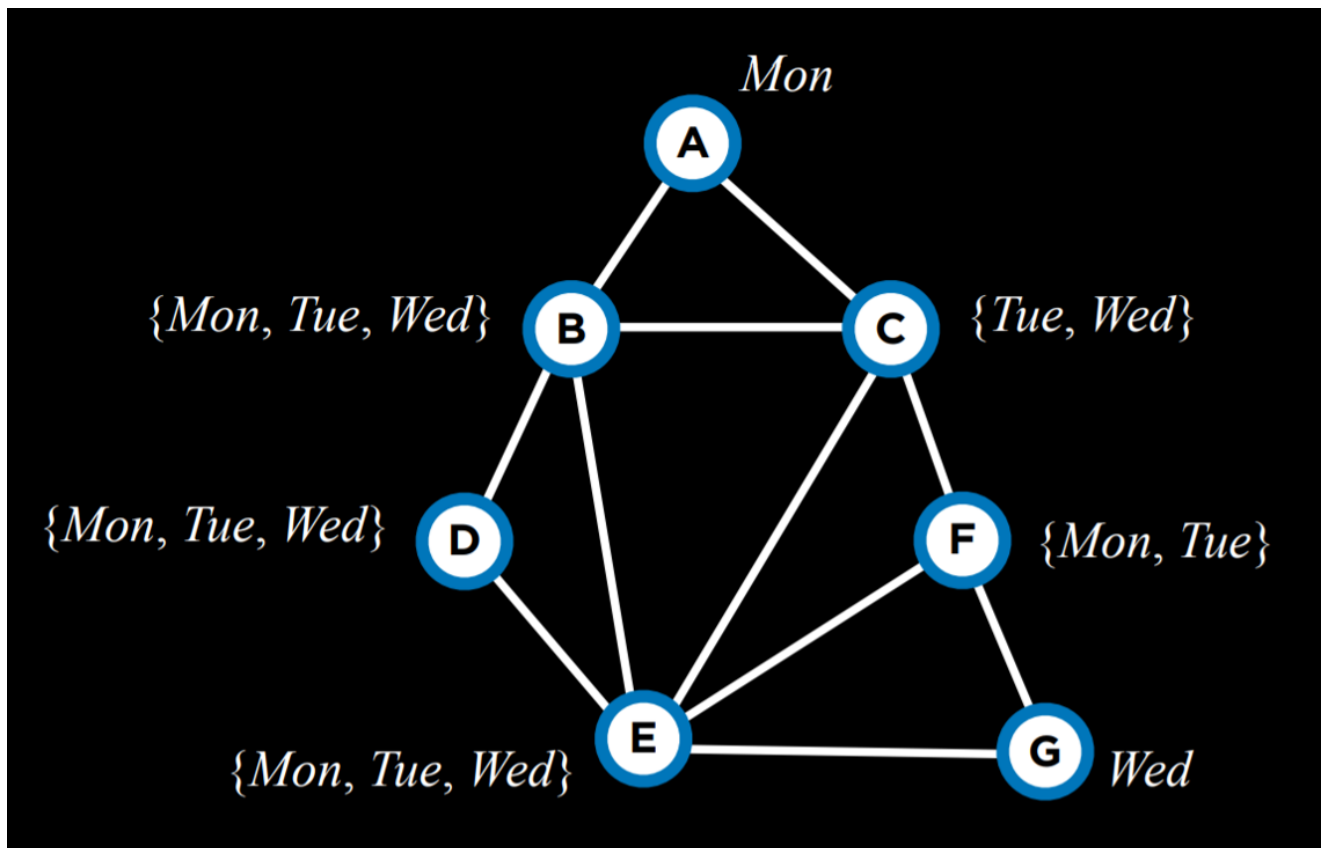 Mon
A
{Mon, Tue, Wed} B C {Tue, Wed}
{Mon, Tue, Wed} D F {Mon, Tue}
E G
{Mon, Tue, Wed} Wed